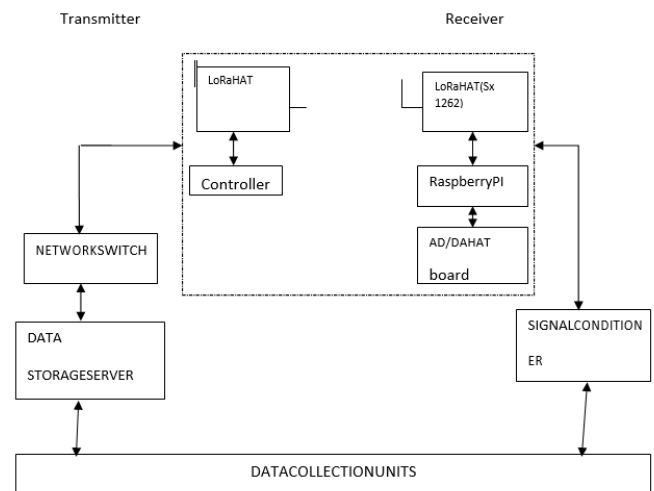 Transmitter
Receiver
LoRaHAT
LoRaHAT(Sx
1262)
Controller
RaspberryPI
AD/DAHAT
board
NETWORKSWITCH
DATA
STORAGESERVER
SIGNALCONDITION
ER
DATACOLLECTIONUNITS